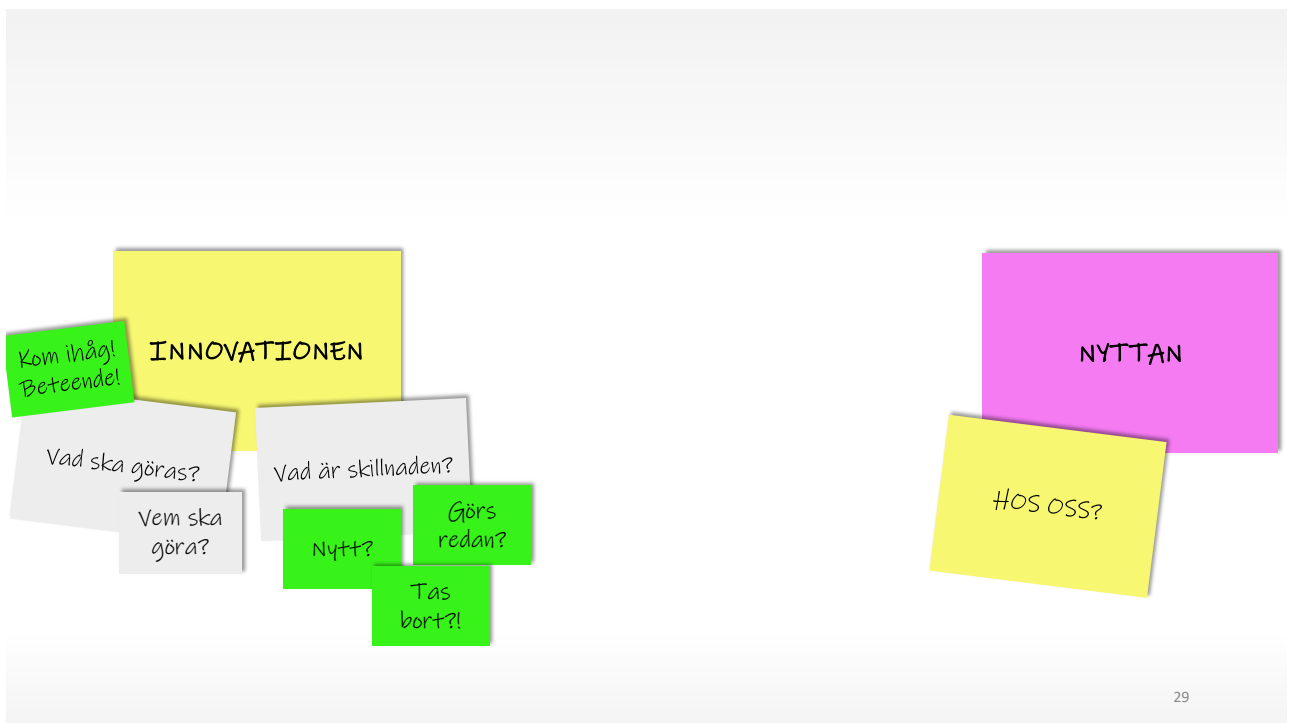 INNOVATIONEN
Kom ihåg!
Beteende!
Vad ska göras?
Vem ska
göra?
Vad är skillnaden?
Nytt?
Görs
redan?
Tas
bort?!
NYTTAN
HOS OSS?
29